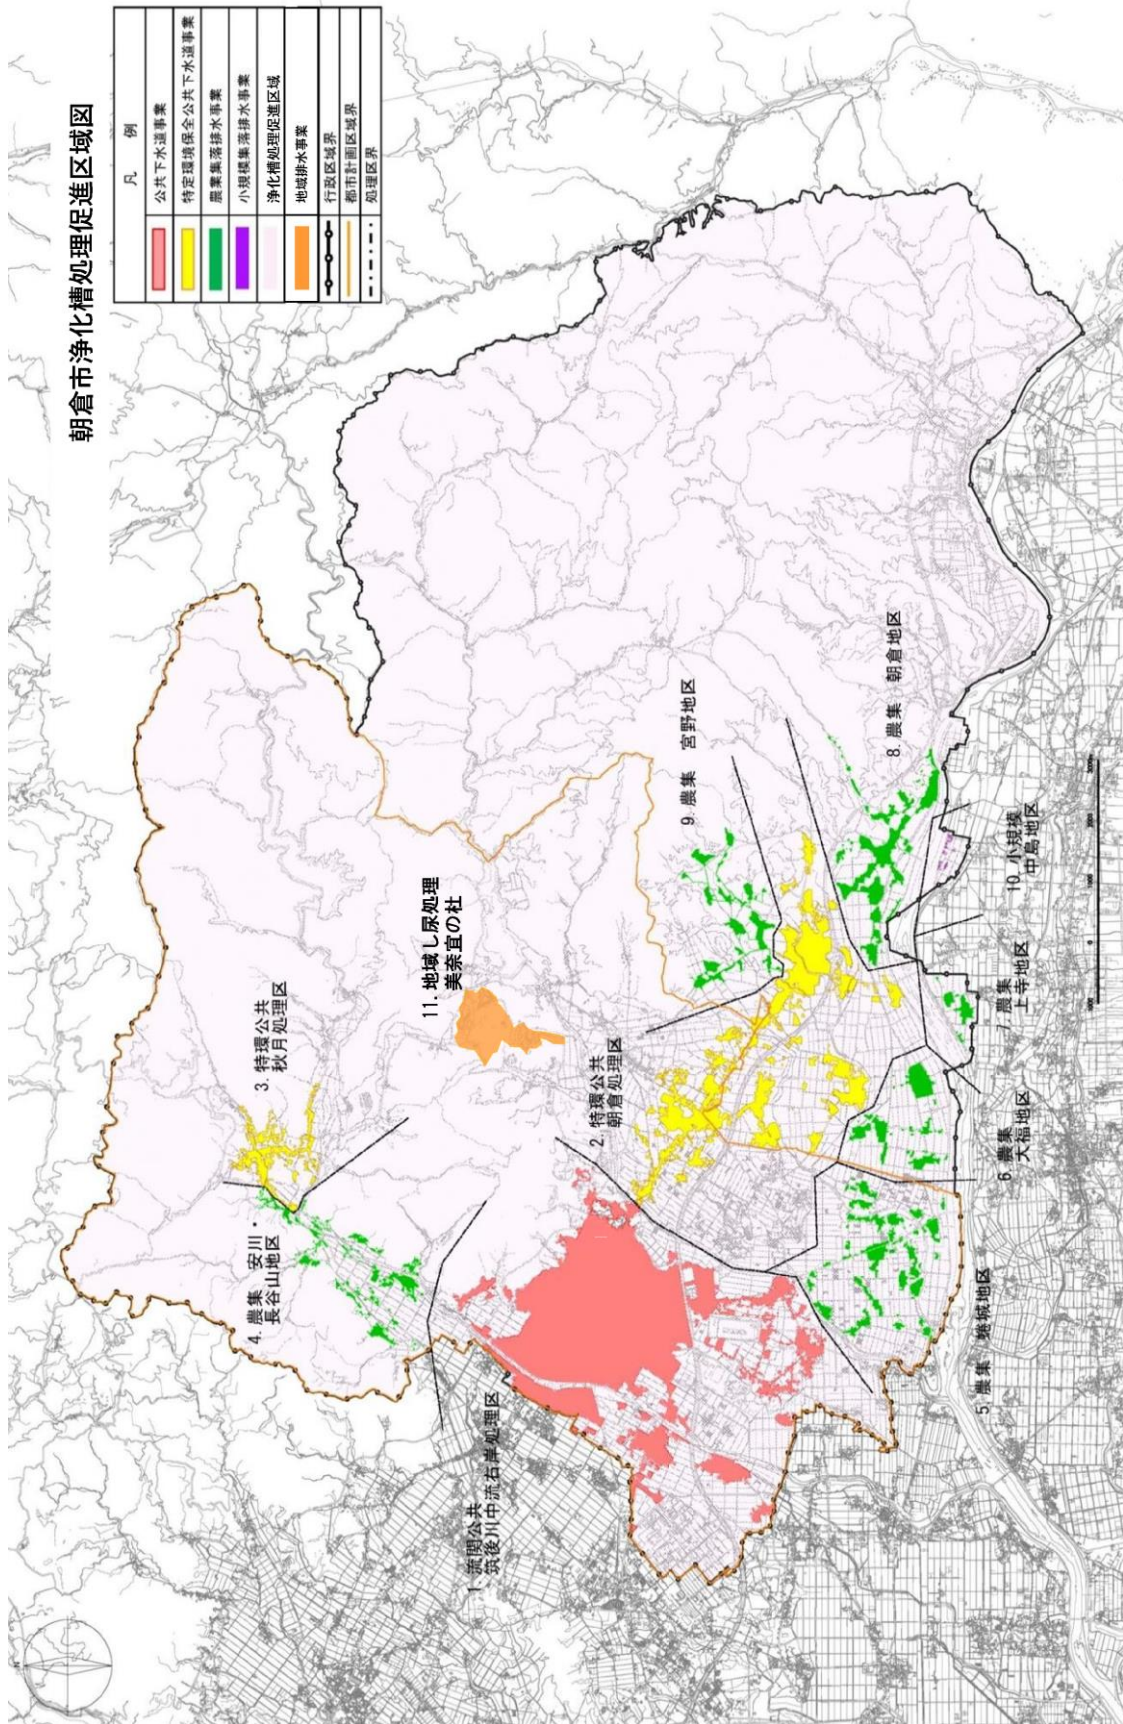 朝倉市浄化槽処理促進区域図
凡 例
公共下水道事業
特定環境保全公共下水道事業
農業集落排水事業
小規模集落排水事業
浄化槽処理促進区域
地域排水事業
行政区域界
都市計画区域界
処理区界
1. 流関公共
筑後川中流右岸処理区
2. 特環公共
朝倉処理区
3. 特環公共
秋月処理区
4. 農集 安川・
長谷山地区
5. 農集 蜷城地区
6. 農集
大福地区
7. 農集
上寺地区
8. 農集 朝倉地区
9. 農集 宮野地区
10. 小規模
中島地区
11. 地域し尿処理
美奈宜の杜